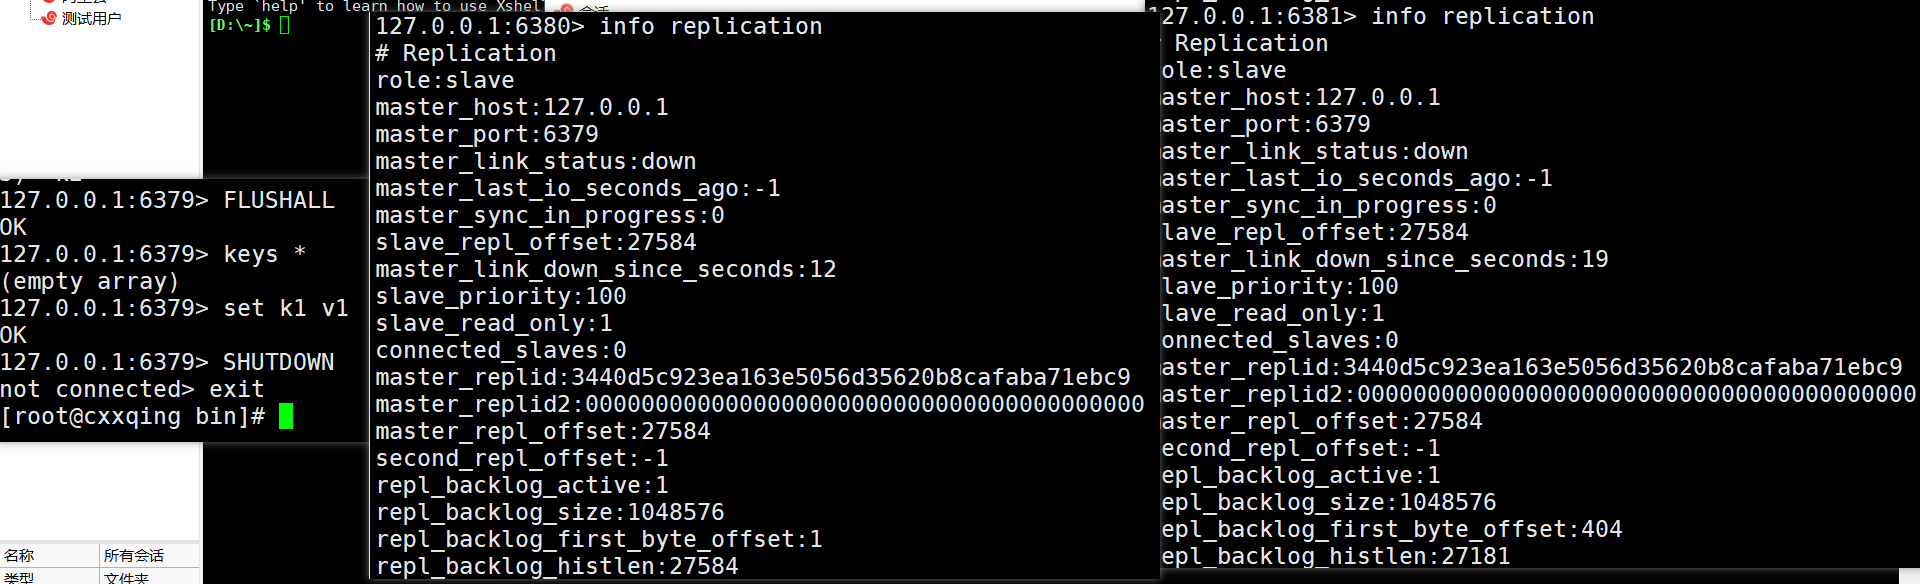 测试用户
名称 所有会话
类型 文件夹
Type `help' to learn how to use Xshell
[D:\~]$
127.0.0.1:6379> FLUSHALL
OK
127.0.0.1:6379> keys *
(empty array)
127.0.0.1:6379> set k1 v1
OK
127.0.0.1:6379> SHUTDOWN
not connected> exit
[root@cxxqing bin]#
127.0.0.1:6380> info replication
# Replication
role:slave
master_host:127.0.0.1
master_port:6379
master_link_status:down
master_last_io_seconds_ago:-1
master_sync_in_progress:0
slave_repl_offset:27584
master_link_down_since_seconds:12
slave_priority:100
slave_read_only:1
connected_slaves:0
master_replid:3440d5c923ea163e5056d35620b8cafaba71ebc9
master_replid2:0000000000000000000000000000000000000000
master_repl_offset:27584
second_repl_offset:-1
repl_backlog_active:1
repl_backlog_size:1048576
repl_backlog_first_byte_offset:1
repl_backlog_histlen:27584
127.0.0.1:6381> info replication
Replication
ole:slave
aster_host:127.0.0.1
aster_port:6379
aster_link_status:down
aster_last_io_seconds_ago:-1
aster_sync_in_progress:0
lave_repl_offset:27584
aster_link_down_since_seconds:19
lave_priority:100
lave_read_only:1
onnected_slaves:0
aster_replid:3440d5c923ea163e5056d35620b8cafaba71ebc9
aster_replid2:0000000000000000000000000000000000000000
aster_repl_offset:27584
econd_repl_offset:-1
epl_backlog_active:1
epl_backlog_size:1048576
epl_backlog_first_byte_offset:404
epl_backlog_histlen:27181